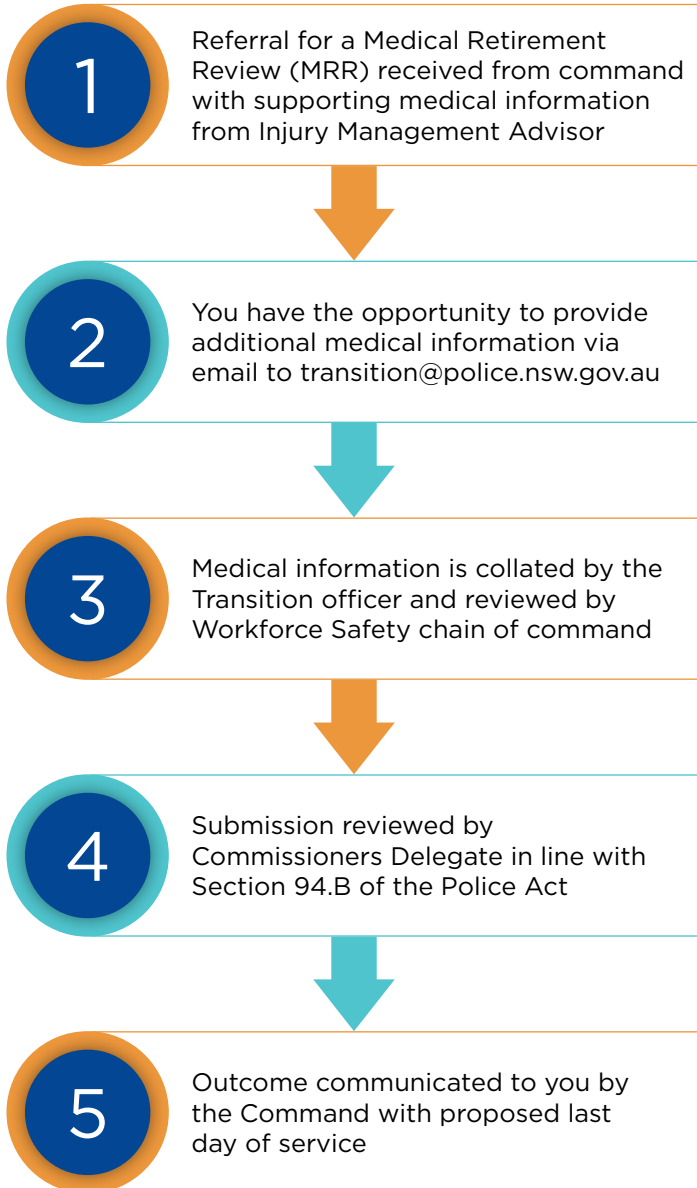 1
Referral for a Medical Retirement
Review (MRR) received from command
with supporting medical information
from Injury Management Advisor
2
You have the opportunity to provide
additional medical information via
email to transition@police.nsw.gov.au
3
Medical information is collated by the
Transition officer and reviewed by
Workforce Safety chain of command
4
Submission reviewed by
Commissioners Delegate in line with
Section 94.B of the Police Act
5
Outcome communicated to you by
the Command with proposed last
day of service